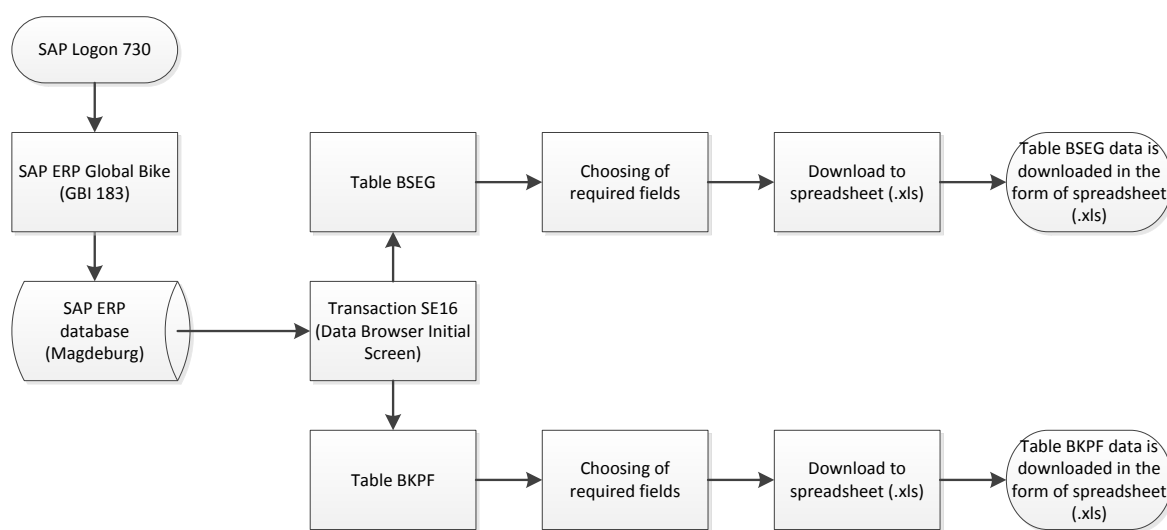 SAP Logon 730
SAP ERP Global Bike
(GBI 183)
SAP ERP
database
(Magdeburg)
Transaction SE16
(Data Browser Initial
Screen)
Table BSEG
Choosing of
required fields
Download to
spreadsheet (.xls)
Table BSEG data is
downloaded in the
form of spreadsheet
(.xls)
Table BKPF
Choosing of
required fields
Download to
spreadsheet (.xls)
Table BKPF data is
downloaded in the
form of spreadsheet
(.xls)